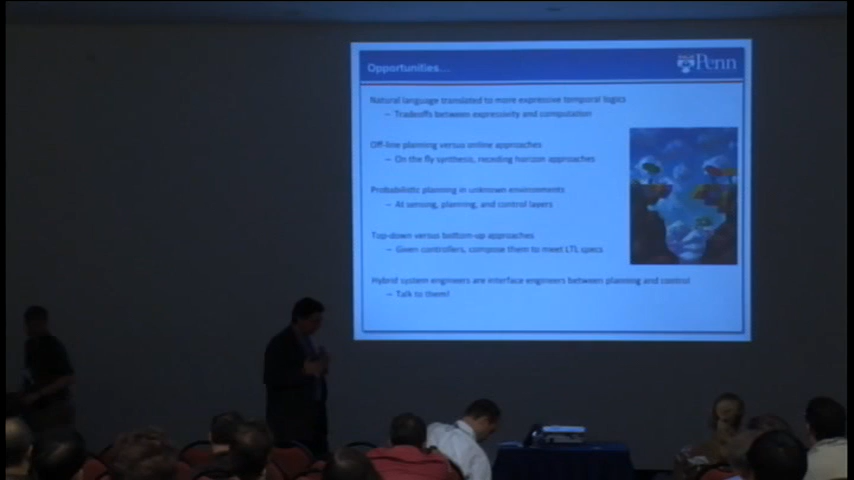 Opportunities…
Penn
Natural language translated to more expressive temporal logics
– Tradeoffs between expressivity and computation
Off-line planning versus online approaches
– On the fly synthesis, receding horizon approaches
Probabilistic planning in unknown environments
– At sensing, planning, and control layers
Top-down versus bottom-up approaches
– Given controllers, compose them to meet LTL specs
Hybrid system engineers are interface engineers between planning and control
– Talk to them!